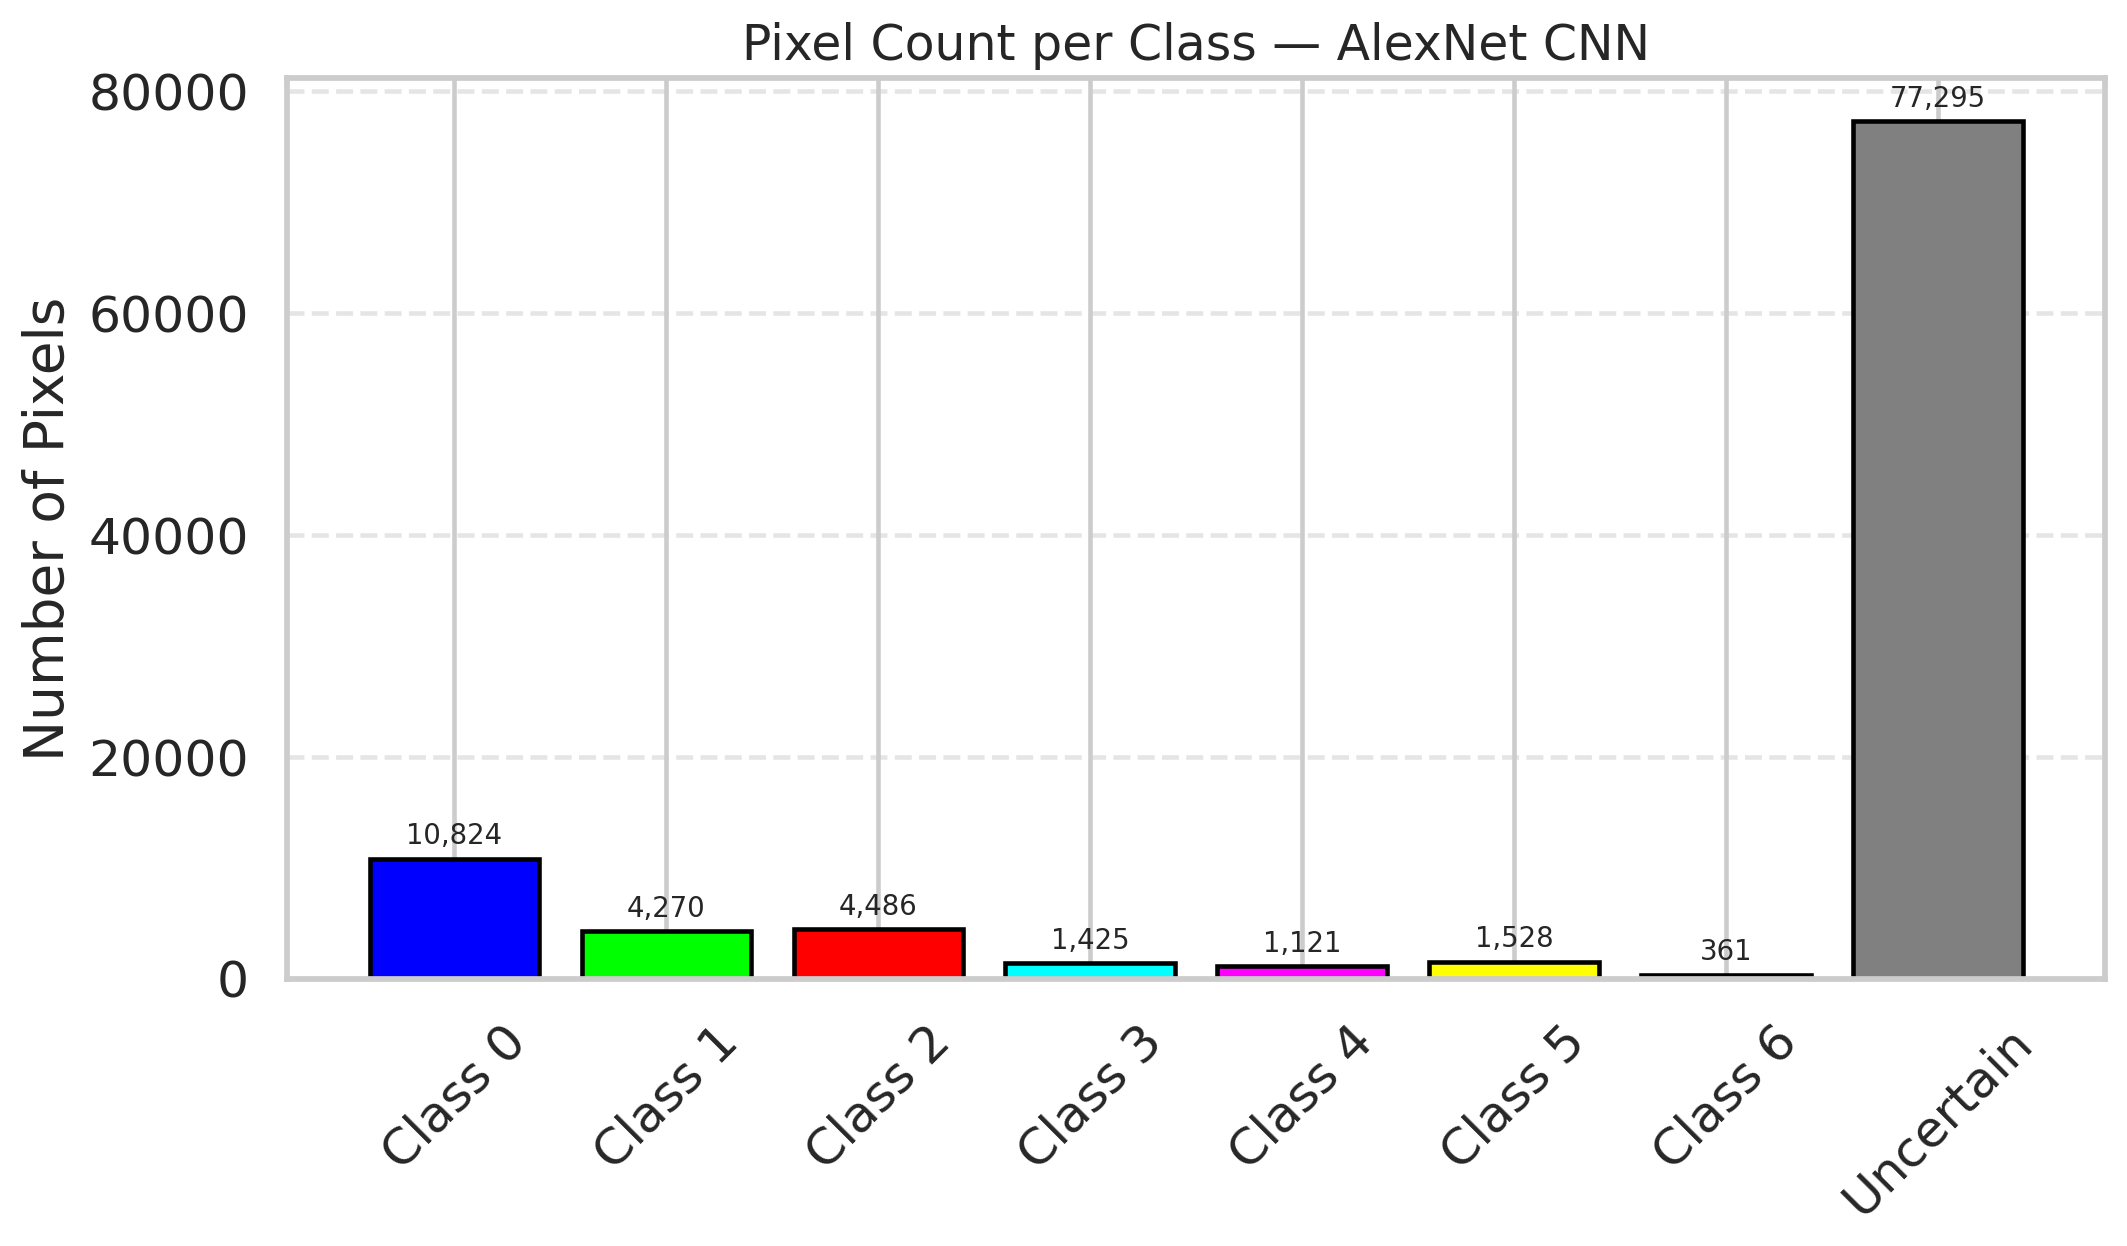 Pixel Count per Class — AlexNet CNN
Number of Pixels
80000
60000
40000
20000
0
10,824
4,270
4,486
1,425
1,121
1,528
361
77,295
Class 0
Class 1
Class 2
Class 3
Class 4
Class 5
Class 6
Uncertain